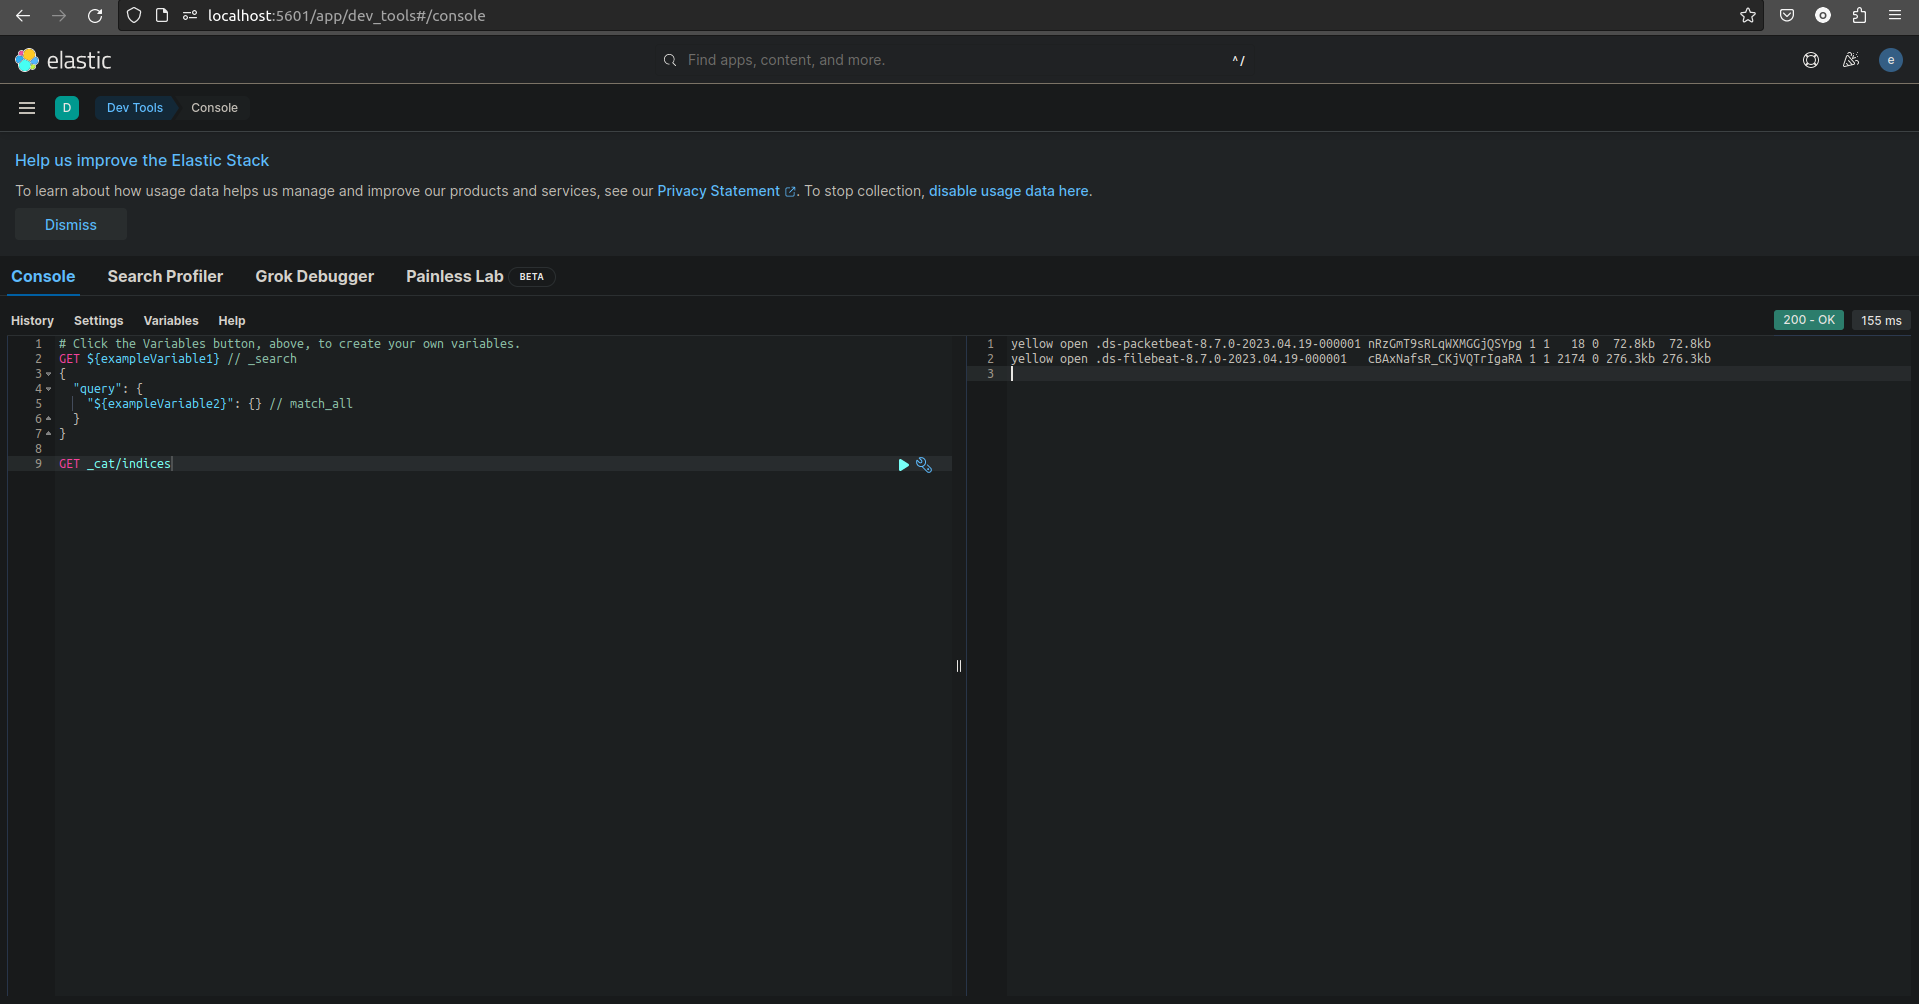 localhost:5601/app/dev_tools#/console
elastic
Find apps, content, and more.
^/
e
D
Dev Tools
Console
Help us improve the Elastic Stack
To learn about how usage data helps us manage and improve our products and services, see our Privacy Statement. To stop collection, disable usage data here.
Dismiss
Console
Search Profiler
Grok Debugger
Painless Lab BETA
History
Settings
Variables
Help
200 - OK
155 ms
1 # Click the Variables button, above, to create your own variables.
2 GET ${exampleVariable1} // _search
3 {
4 "query": {
5 "${exampleVariable2}": {} // match_all
6 }
7 }
8
9 GET _cat/indices
1 yellow open .ds-packetbeat-8.7.0-2023.04.19-000001 nRzGmT9sRLqWXMGGjQSYpg 1 1 18 0 72.8kb 72.8kb
2 yellow open .ds-filebeat-8.7.0-2023.04.19-000001 cBAxNafsR_CKjVQTrIgaRA 1 1 2174 0 276.3kb 276.3kb
3